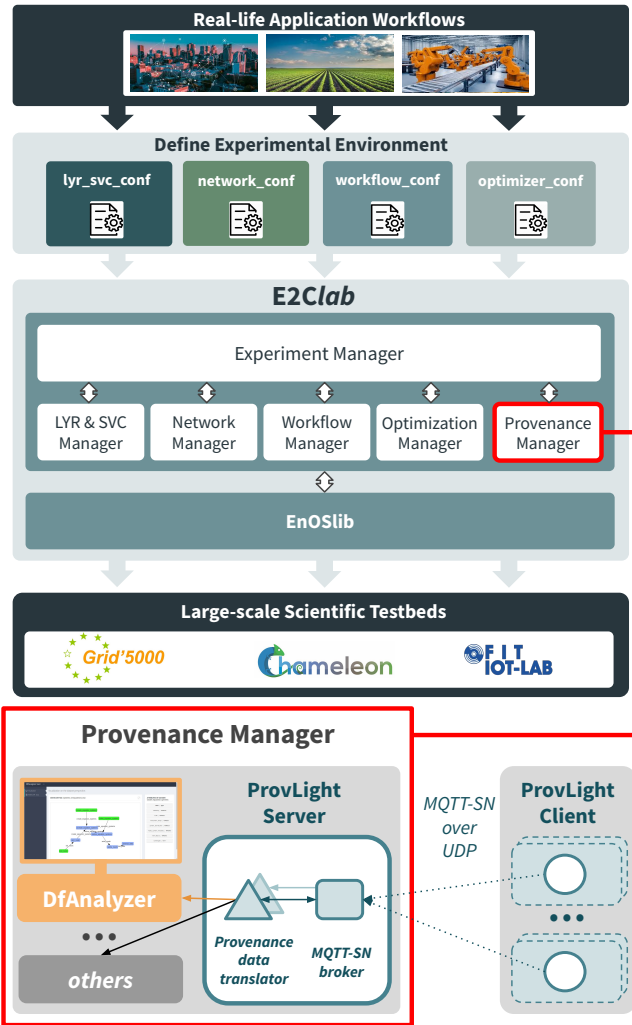 Real-life Application Workflows
Define Experimental Environment
lyr_svc_conf
network_conf
workflow_conf
optimizer_conf
E2Clab
Experiment Manager
LYR & SVC
Manager
Network
Manager
Workflow
Manager
Optimization
Manager
Provenance
Manager
EnOSlib
Large-scale Scientific Testbeds
Grid'5000
Chameleon
FIT
IOT-LAB
Provenance Manager
ProvLight
Server
MQTT-SN
over
UDP
ProvLight
Client
DfAnalyzer
others
Provenance
data
translator
MQTT-SN
broker